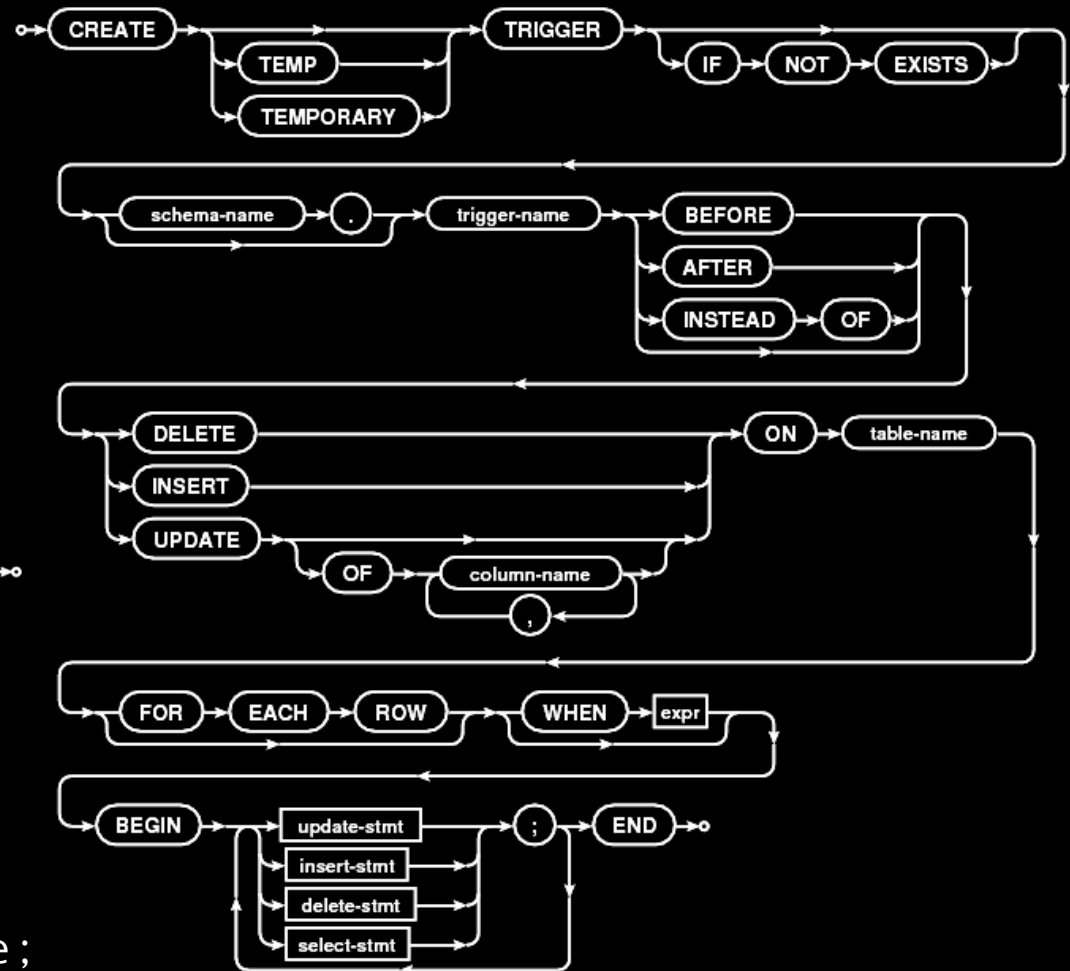 CREATE TRIGGER
TEMP IF NOT EXISTS
TEMPORARY
schema-name . trigger-name BEFORE
AFTER
INSTEAD OF
DELETE ON table-name
INSERT
UPDATE
OF column-name
,
FOR EACH ROW WHEN expr
BEGIN update-stmt ; END
insert-stmt
delete-stmt
select-stmt
e ;